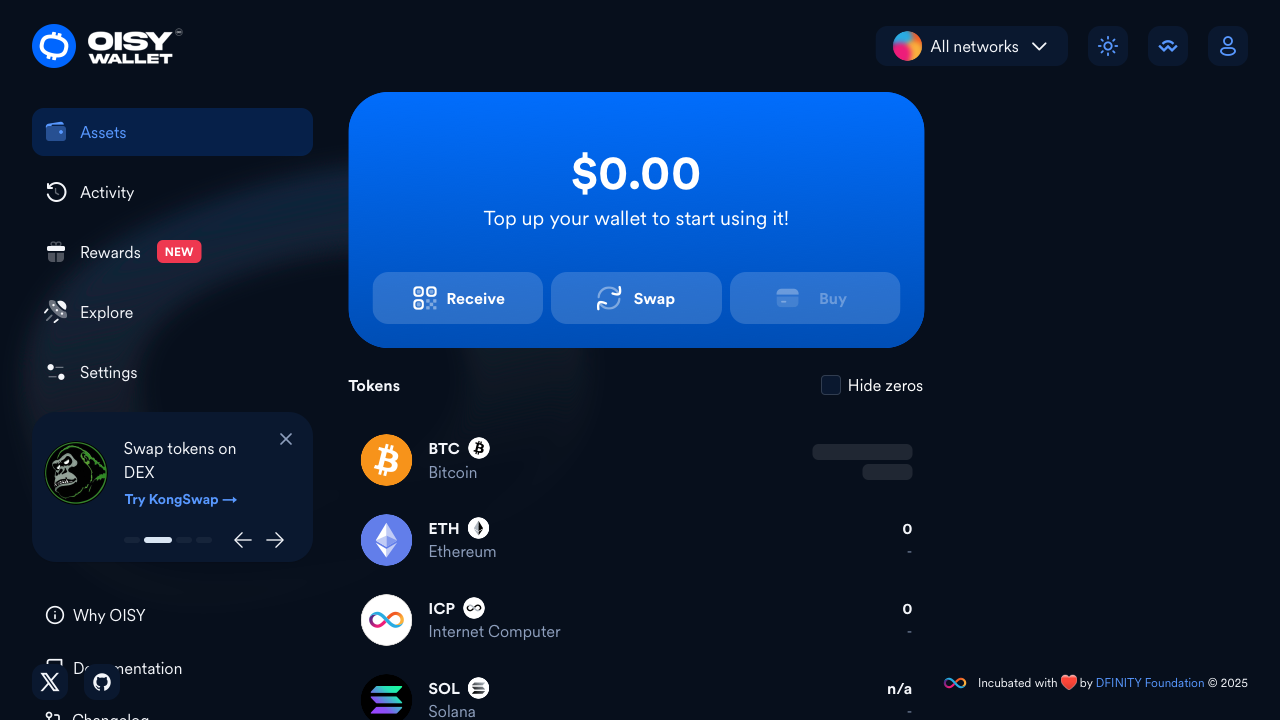 OISY
WALLET
All networks
Assets
Activity
Rewards NEW
Explore
Settings
Swap tokens on
DEX
Try KongSwap →
Why OISY
Documentation
Changelog
$0.00
Top up your wallet to start using it!
Receive
Swap
Buy
Tokens
Hide zeros
BTC
Bitcoin
ETH
0
Ethereum
-
ICP
0
Internet Computer
-
SOL
n/a
Solana
-
Incubated with ❤️ by DFINITY Foundation © 2025